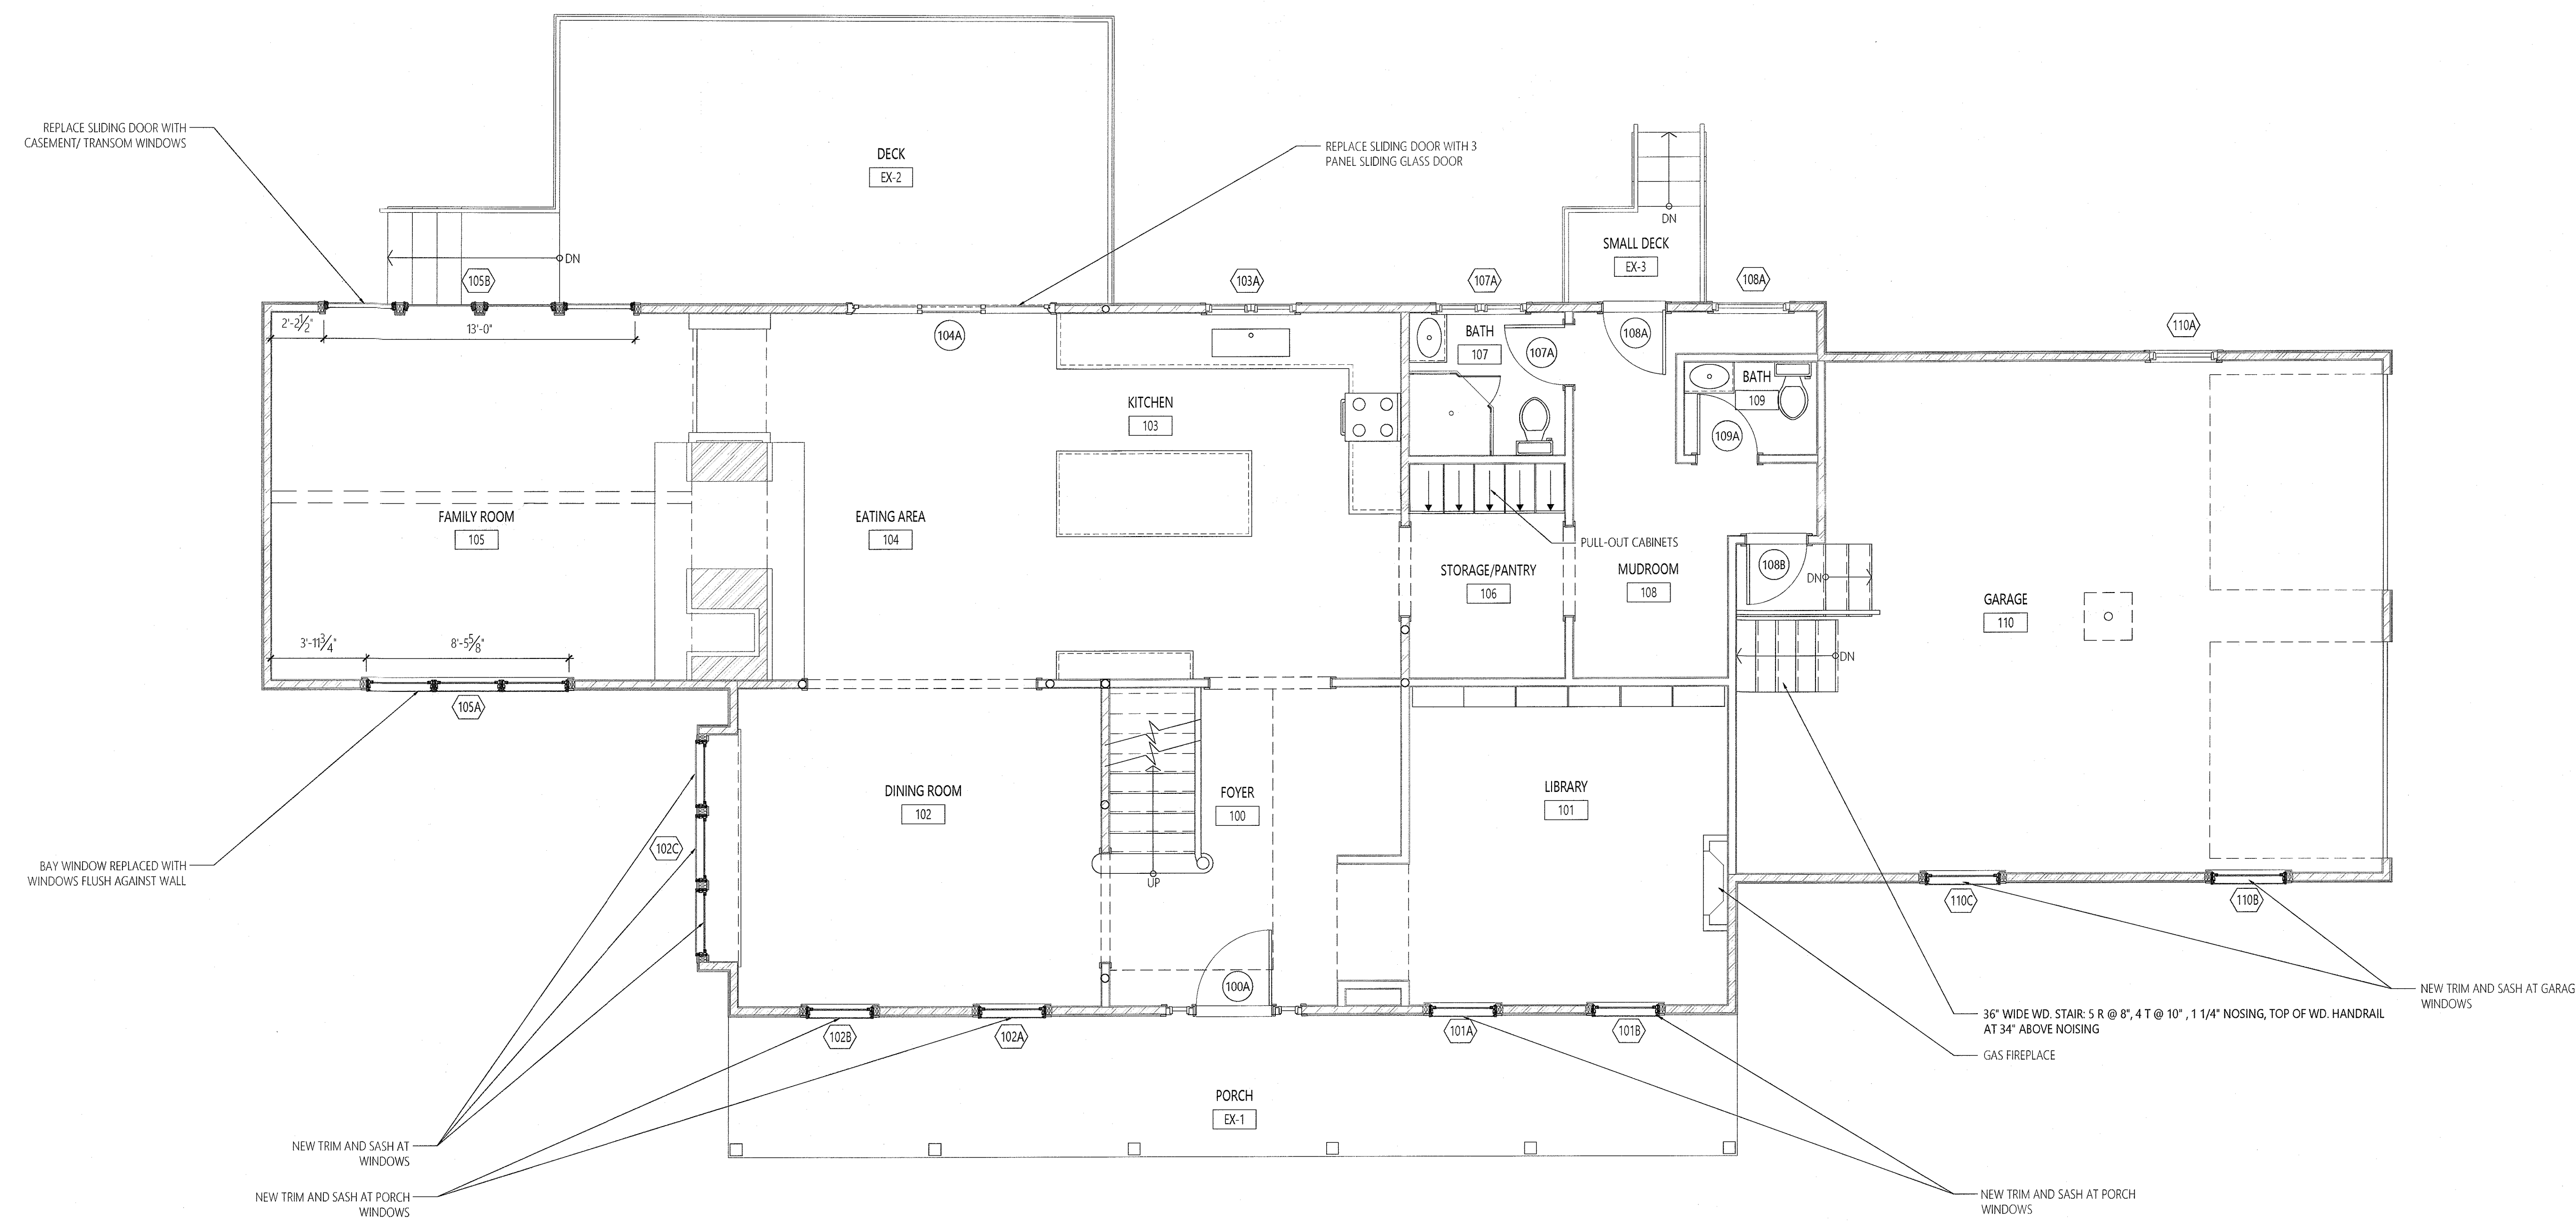 REPLACE SLIDING DOOR WITH
CASEMENT/ TRANSOM WINDOWS
DECK
EX-2
REPLACE SLIDING DOOR WITH 3
PANEL SLIDING GLASS DOOR
DN
SMALL DECK
EX-3
DN
105B
103A
107A
108A
2'-2 1/2"
13'-0"
104A
BATH
107
107A
108A
110A
KITCHEN
103
BATH
109
109A
FAMILY ROOM
105
EATING AREA
104
PULL-OUT CABINETS
STORAGE/PANTRY
106
MUDROOM
108
108B
DN
GARAGE
110
3'-11 3/4"
8'-5 5/8"
DN
105A
DINING ROOM
102
FOYER
100
LIBRARY
101
102C
UP
BAY WINDOW REPLACED WITH
WINDOWS FLUSH AGAINST WALL
110C
110B
100A
102B
102A
101A
101B
NEW TRIM AND SASH AT GARAG
WINDOWS
36" WIDE WD. STAIR: 5 R @ 8", 4 T @ 10" , 1 1/4" NOSING, TOP OF WD. HANDRAIL
AT 34" ABOVE NOISING
GAS FIREPLACE
PORCH
EX-1
NEW TRIM AND SASH AT
WINDOWS
NEW TRIM AND SASH AT PORCH
WINDOWS
NEW TRIM AND SASH AT PORCH
WINDOWS